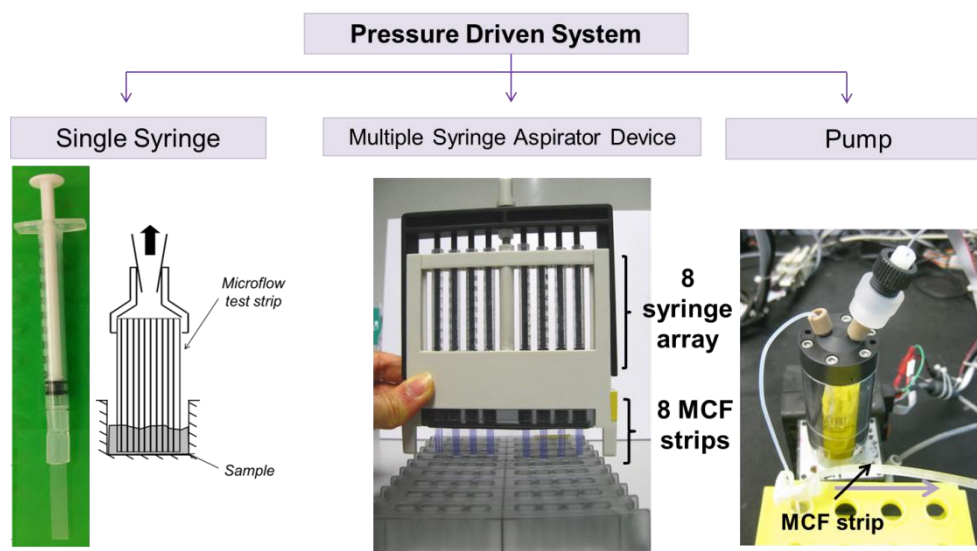 Pressure Driven System
Single Syringe
Multiple Syringe Aspirator Device
Pump
Microflow
test strip
Sample
8
syringe
array
8 MCF
strips
MCF strip